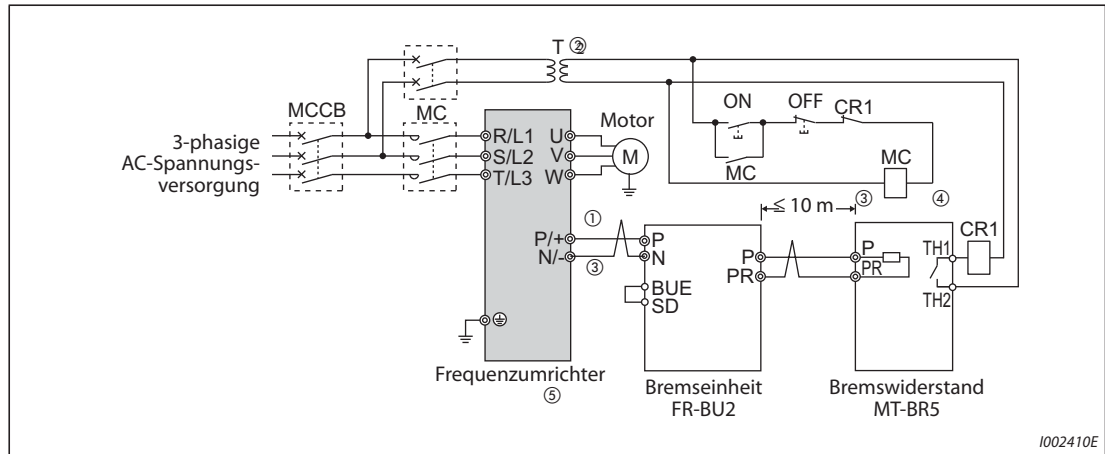 T ②
MCCB
MC
3-phasige
AC-Spannungs-
versorgung
R/L1
S/L2
T/L3
U
V
W
Motor
M
ON
OFF
CR1
MC
MC
P/+
N/-
①
③
P
N
BUE
SD
P
PR
≤ 10 m
③
④
P
PR
TH1
TH2
CR1
Frequenzumrichter
⑤
Bremseinheit
FR-BU2
Bremswiderstand
MT-BR5
I002410E